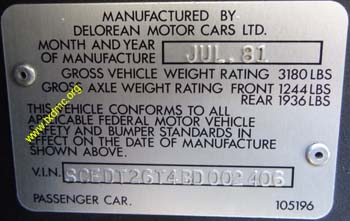 MANUFACTURED BY
DELOREAN MOTOR CARS LTD.
MONTH AND YEAR
OF MANUFACTURE JUL. 81
GROSS VEHICLE WEIGHT RATING 3180 LBS
GROSS AXLE WEIGHT RATING FRONT 1244 LBS
REAR 1936 LBS
THIS VEHICLE CONFORMS TO ALL
APPLICABLE FEDERAL MOTOR VEHICLE
SAFETY AND BUMPER STANDARDS IN
EFFECT ON THE DATE OF MANUFACTURE
SHOWN ABOVE.
V.I.N. SCEDT26T4BD002406
PASSENGER CAR. 105196
www.txdmc.org